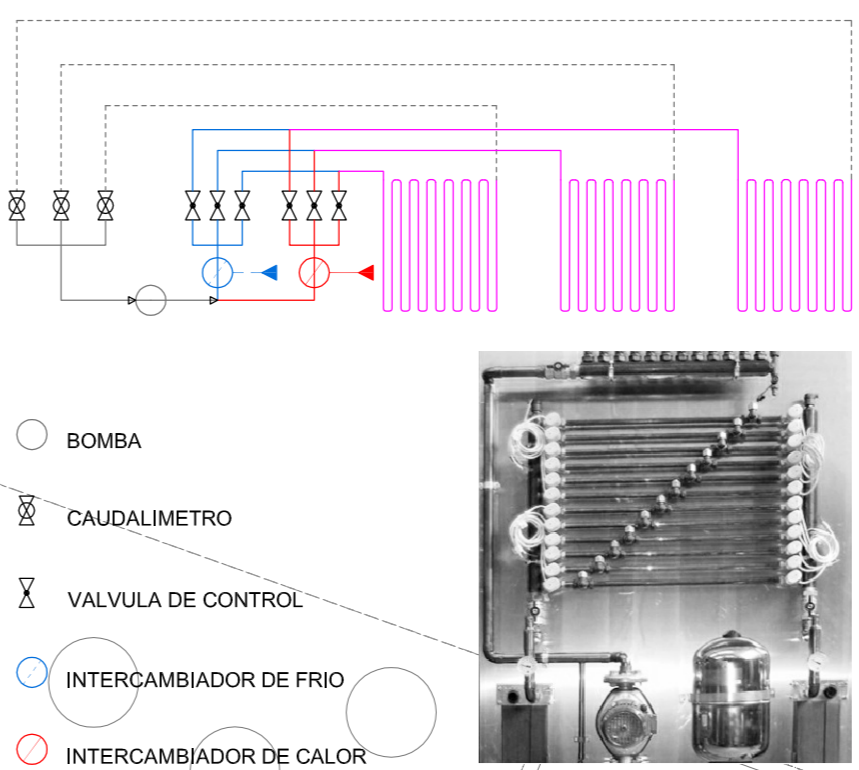 BOMBA
CAUDALIMETRO
VALVULA DE CONTROL
INTERCAMBIADOR DE FRIO
INTERCAMBIADOR DE CALOR